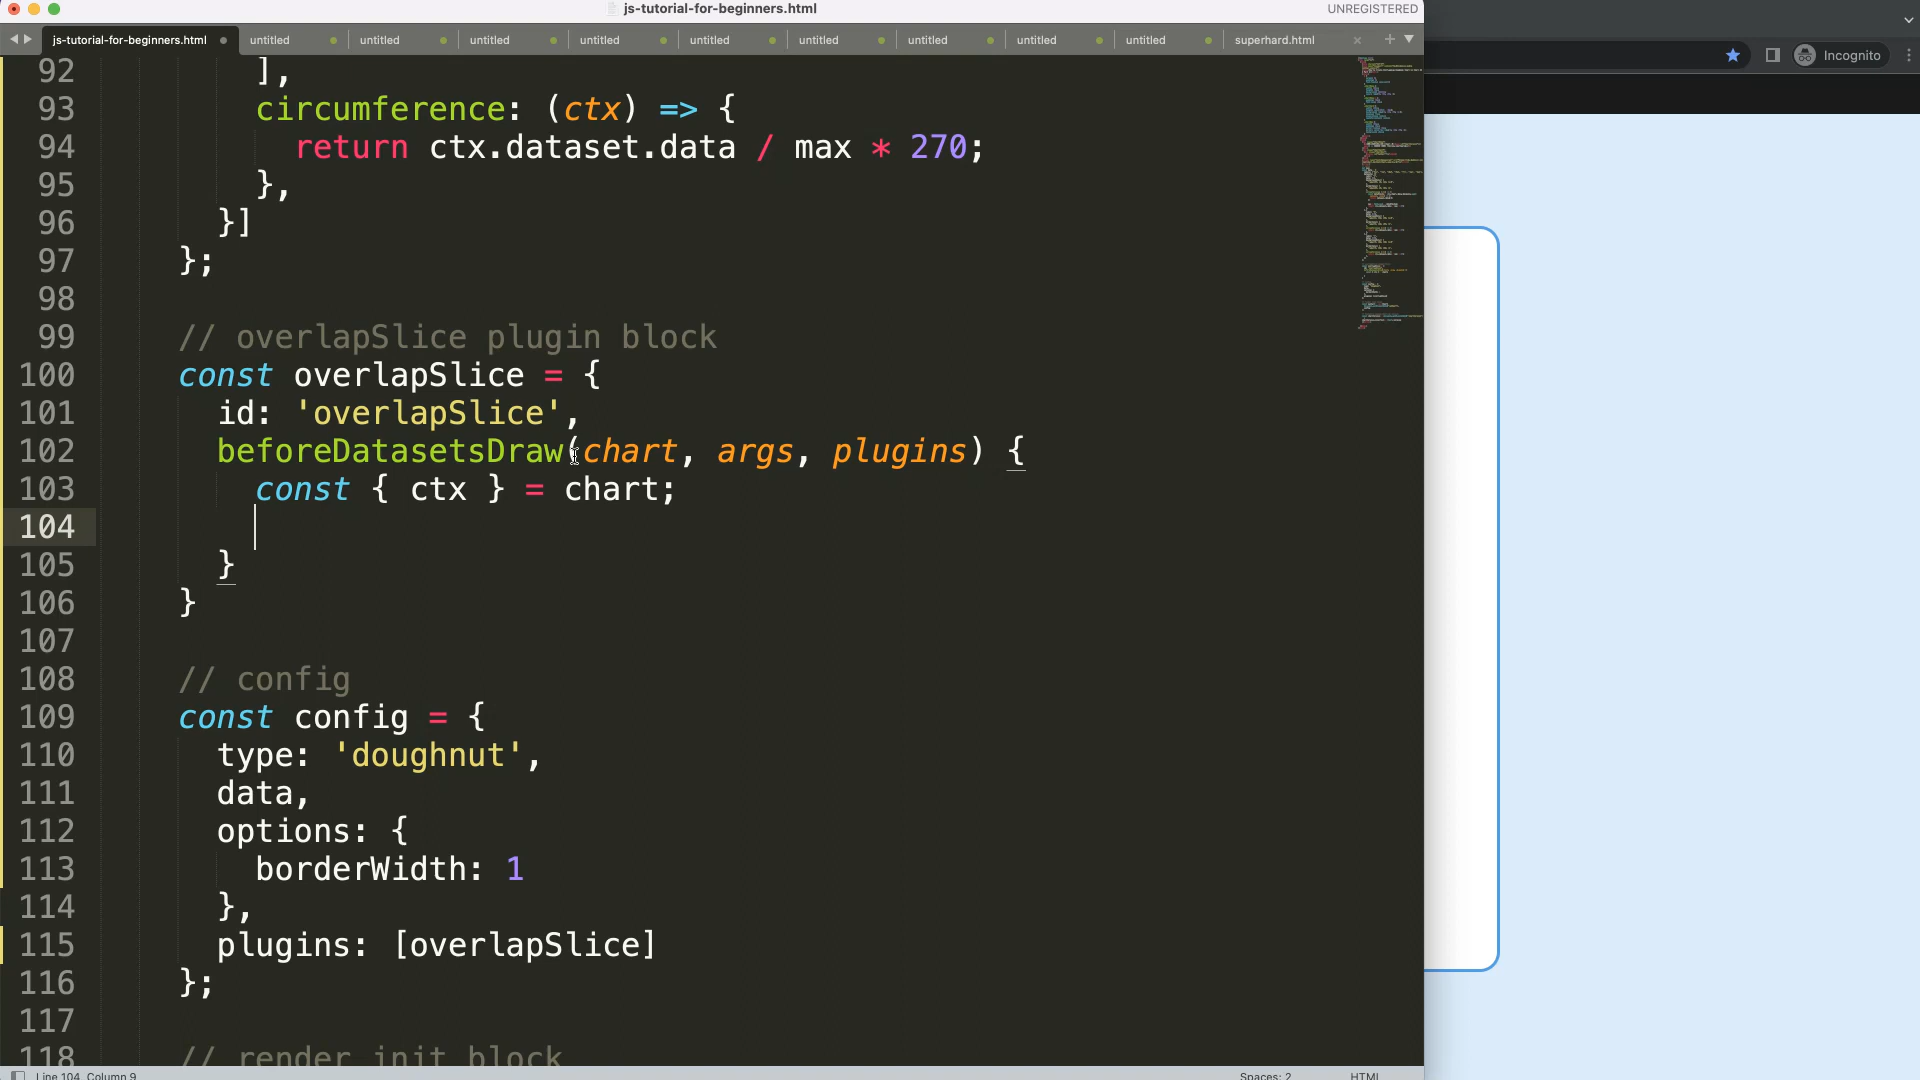 js-tutorial-for-beginners.html
UNREGISTERED
js-tutorial-for-beginners.html untitled untitled untitled untitled untitled untitled untitled untitled untitled superhard.html
Incognito
92 ],
93 circumference: (ctx) => {
94 return ctx.dataset.data / max * 270;
95 },
96 }]
97 };
98
99 // overlapSlice plugin block
100 const overlapSlice = {
101 id: 'overlapSlice',
102 beforeDatasetsDraw(chart, args, plugins) {
103 const { ctx } = chart;
104
105 }
106 }
107
108 // config
109 const config = {
110 type: 'doughnut',
111 data,
112 options: {
113 borderWidth: 1
114 },
115 plugins: [overlapSlice]
116 };
117
118 // render init block
Line 104, Column 9
Spaces: 2
HTML